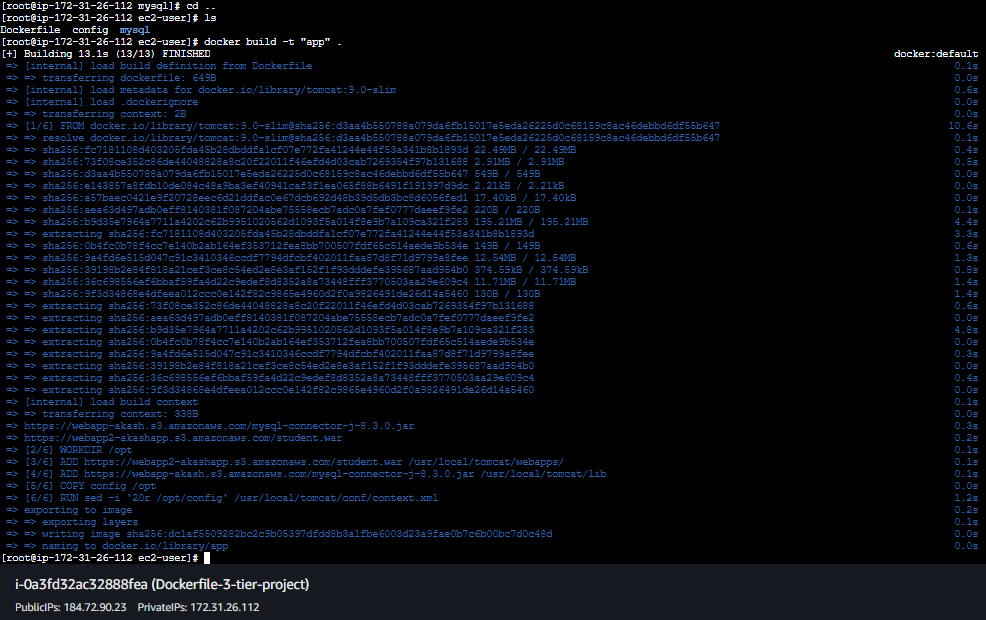 [root@ip-172-31-26-112 mysql]# cd ..
[root@ip-172-31-26-112 ec2-user]# ls
Dockerfile  config  mysql
[root@ip-172-31-26-112 ec2-user]# docker build -t "app" .
[+] Building 13.1s (13/13) FINISHED docker:default
=> [internal] load build definition from Dockerfile 0.1s
=> => transferring dockerfile: 649B 0.0s
=> [internal] load metadata for docker.io/library/tomcat:9.0-slim 0.6s
=> [internal] load .dockerignore 0.0s
=> => transferring context: 2B 0.0s
=> [1/6] FROM docker.io/library/tomcat:9.0-slim@sha256:d3aa4b550788a079da6fb15017e5eda26225d0c68159c8ac46debbd6df55b647 10.6s
=> => resolve docker.io/library/tomcat:9.0-slim@sha256:d3aa4b550788a079da6fb15017e5eda26225d0c68159c8ac46debbd6df55b647 0.1s
=> => sha256:fc7181108d403205fda45b28dbddfa1cf07e772fa41244e44f53a341b8b1893d 22.49MB / 22.49MB 0.4s
=> => sha256:73f08ce352c86de44048828a8c20f22011f46efd4d03cab7269354f97b131688 2.91MB / 2.91MB 0.5s
=> => sha256:d3aa4b550788a079da6fb15017e5eda26225d0c68159c8ac46debbd6df55b647 549B / 549B 0.0s
=> => sha256:e143857a8fdb10de084c48a9ba3ef40941caf3f1ea065f88b6491f191997d9dc 2.21kB / 2.21kB 0.0s
=> => sha256:a57baec0421e9f20728eec6d21ddfac0e67dcb692d48b39d5db3bc8d6056fed1 17.40kB / 17.40kB 0.0s
=> => sha256:aea63d497adb0eff8140381f087204abe75558ecb7adc0a7fef0777daeef9fe2 220B / 220B 0.1s
=> => sha256:b9d35e7964a7711a4202c62b9951020562d1093f5a014f8e9b7a109ca321f283 195.21MB / 195.21MB 4.4s
=> => extracting sha256:fc7181108d403205fda45b28dbddfa1cf07e772fa41244e44f53a341b8b1893d 3.3s
=> => sha256:0b4fc0b78f4cc7e140b2ab164ef353712fea8bb700507fdf65c514aede9b534e 149B / 149B 0.6s
=> => sha256:9a4fd6e515d047c91c3410346ccdf7794dfcbf402011faa87d8f71d9799a8fee 12.54MB / 12.54MB 1.3s
=> => sha256:39198b2e84f818a21cef3ce8c54ed2e8e3af152f1f93dddefe395687aad954b0 374.59kB / 374.59kB 0.8s
=> => sha256:36c698556ef6bbaf59fa4d22c9edef8d8352a8a73448fff3770503aa29e609c4 11.71MB / 11.71MB 1.4s
=> => sha256:9f3d34868e4dfeea012ccc0e142f82c9865e4960d2f0a9826491de26d14a5460 130B / 130B 1.4s
=> => extracting sha256:73f08ce352c86de44048828a8c20f22011f46efd4d03cab7269354f97b131688 0.6s
=> => extracting sha256:aea63d497adb0eff8140381f087204abe75558ecb7adc0a7fef0777daeef9fe2 0.0s
=> => extracting sha256:b9d35e7964a7711a4202c62b9951020562d1093f5a014f8e9b7a109ca321f283 4.8s
=> => extracting sha256:0b4fc0b78f4cc7e140b2ab164ef353712fea8bb700507fdf65c514aede9b534e 0.0s
=> => extracting sha256:9a4fd6e515d047c91c3410346ccdf7794dfcbf402011faa87d8f71d9799a8fee 0.3s
=> => extracting sha256:39198b2e84f818a21cef3ce8c54ed2e8e3af152f1f93dddefe395687aad954b0 0.0s
=> => extracting sha256:36c698556ef6bbaf59fa4d22c9edef8d8352a8a73448fff3770503aa29e609c4 0.4s
=> => extracting sha256:9f3d34868e4dfeea012ccc0e142f82c9865e4960d2f0a9826491de26d14a5460 0.0s
=> [internal] load build context 0.1s
=> => transferring context: 338B 0.0s
=> https://webapp-akash.s3.amazonaws.com/mysql-connector-j-8.3.0.jar 0.3s
=> https://webapp2-akashapp.s3.amazonaws.com/student.war 0.2s
=> [2/6] WORKDIR /opt 0.1s
=> [3/6] ADD https://webapp2-akashapp.s3.amazonaws.com/student.war /usr/local/tomcat/webapps/ 0.1s
=> [4/6] ADD https://webapp-akash.s3.amazonaws.com/mysql-connector-j-8.3.0.jar /usr/local/tomcat/lib 0.1s
=> [5/6] COPY config /opt 0.0s
=> [6/6] RUN sed -i '20r /opt/config' /usr/local/tomcat/conf/context.xml 1.2s
=> exporting to image 0.2s
=> => exporting layers 0.1s
=> => writing image sha256:dc1af5509282bc2c9b05397dfdd8b3a1fbe6003d23a9fae0b7c6b00bc7d0c48d 0.0s
=> => naming to docker.io/library/app 0.0s
[root@ip-172-31-26-112 ec2-user]#
i-0a3fd32ac32888fea (Dockerfile-3-tier-project)
PublicIPs: 184.72.90.23  PrivateIPs: 172.31.26.112